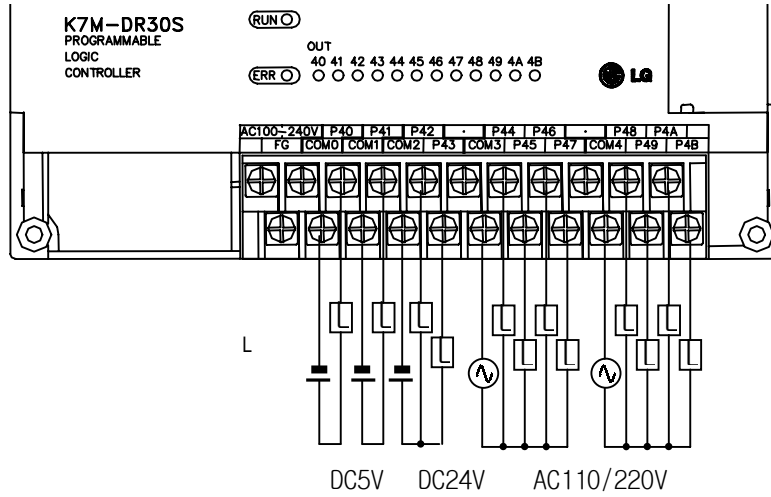 K7M-DR30S
PROGRAMMABLE
LOGIC
CONTROLLER
RUN
ERR
OUT
40 41 42 43 44 45 46 47 48 49 4A 4B
LG
AC100-240V P40 P41 P42 · P44 P46 · P48 P4A
FG COM0 COM1 COM2 P43 COM3 P45 P47 COM4 P49 P4B
L L L L L L L L L L L L
L
DC5V DC24V AC110/220V